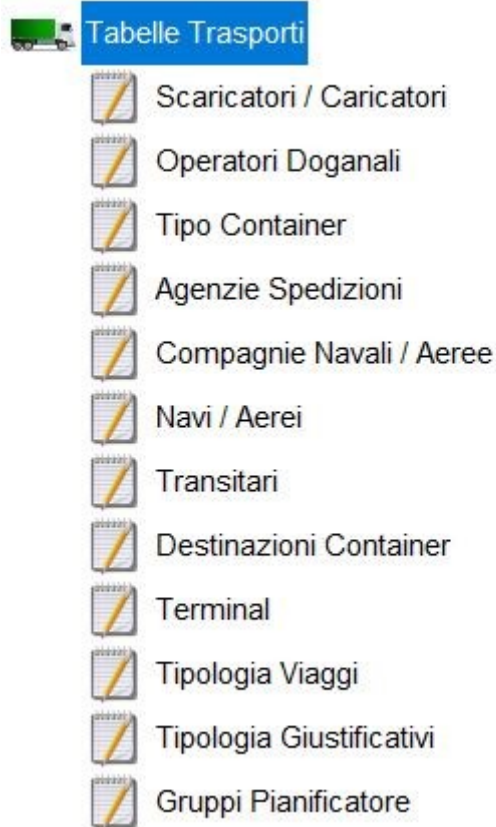 Tabelle Trasporti
Scaricatori / Caricatori
Operatori Doganali
Tipo Container
Agenzie Spedizioni
Compagnie Navali / Aeree
Navi / Aerei
Transitari
Destinazioni Container
Terminal
Tipologia Viaggi
Tipologia Giustificativi
Gruppi Pianificatore